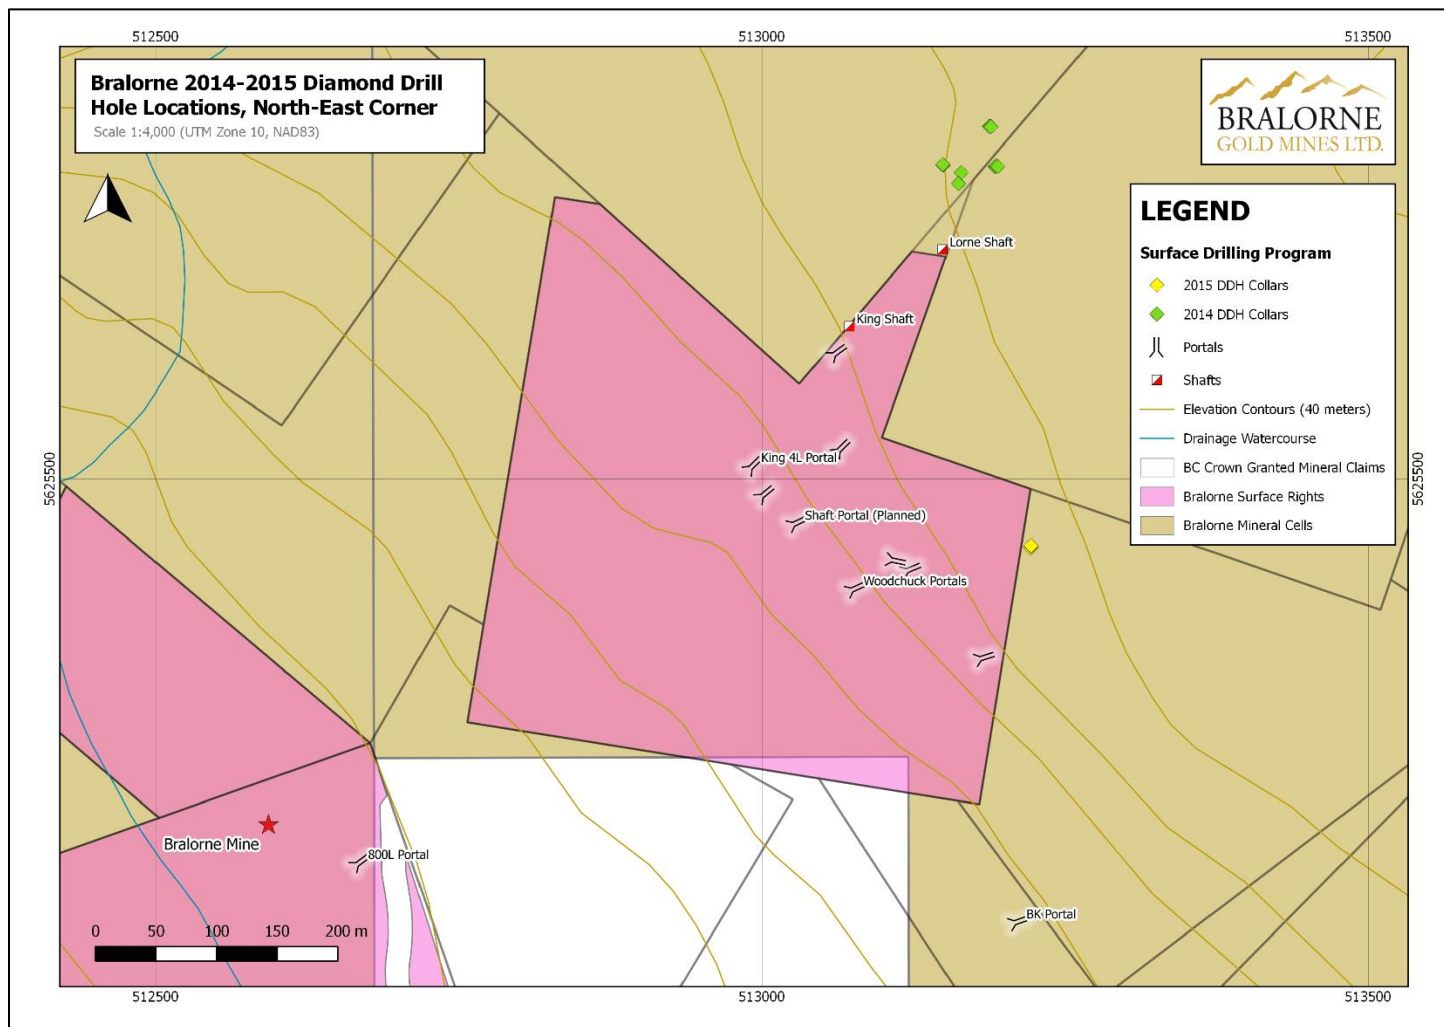 512500
513000
513500
Bralorne 2014-2015 Diamond Drill
Hole Locations, North-East Corner
Scale 1:4,000 (UTM Zone 10, NAD83)
BRALORNE
GOLD MINES LTD.
LEGEND
Surface Drilling Program
2015 DDH Collars
2014 DDH Collars
Portals
Shafts
Elevation Contours (40 meters)
Drainage Watercourse
BC Crown Granted Mineral Claims
Bralorne Surface Rights
Bralorne Mineral Cells
Lorne Shaft
King Shaft
King 4L Portal
5625500
5625500
Shaft Portal (Planned)
Woodchuck Portals
Bralorne Mine
800L Portal
BK Portal
0 50 100 150 200 m
512500
513000
513500